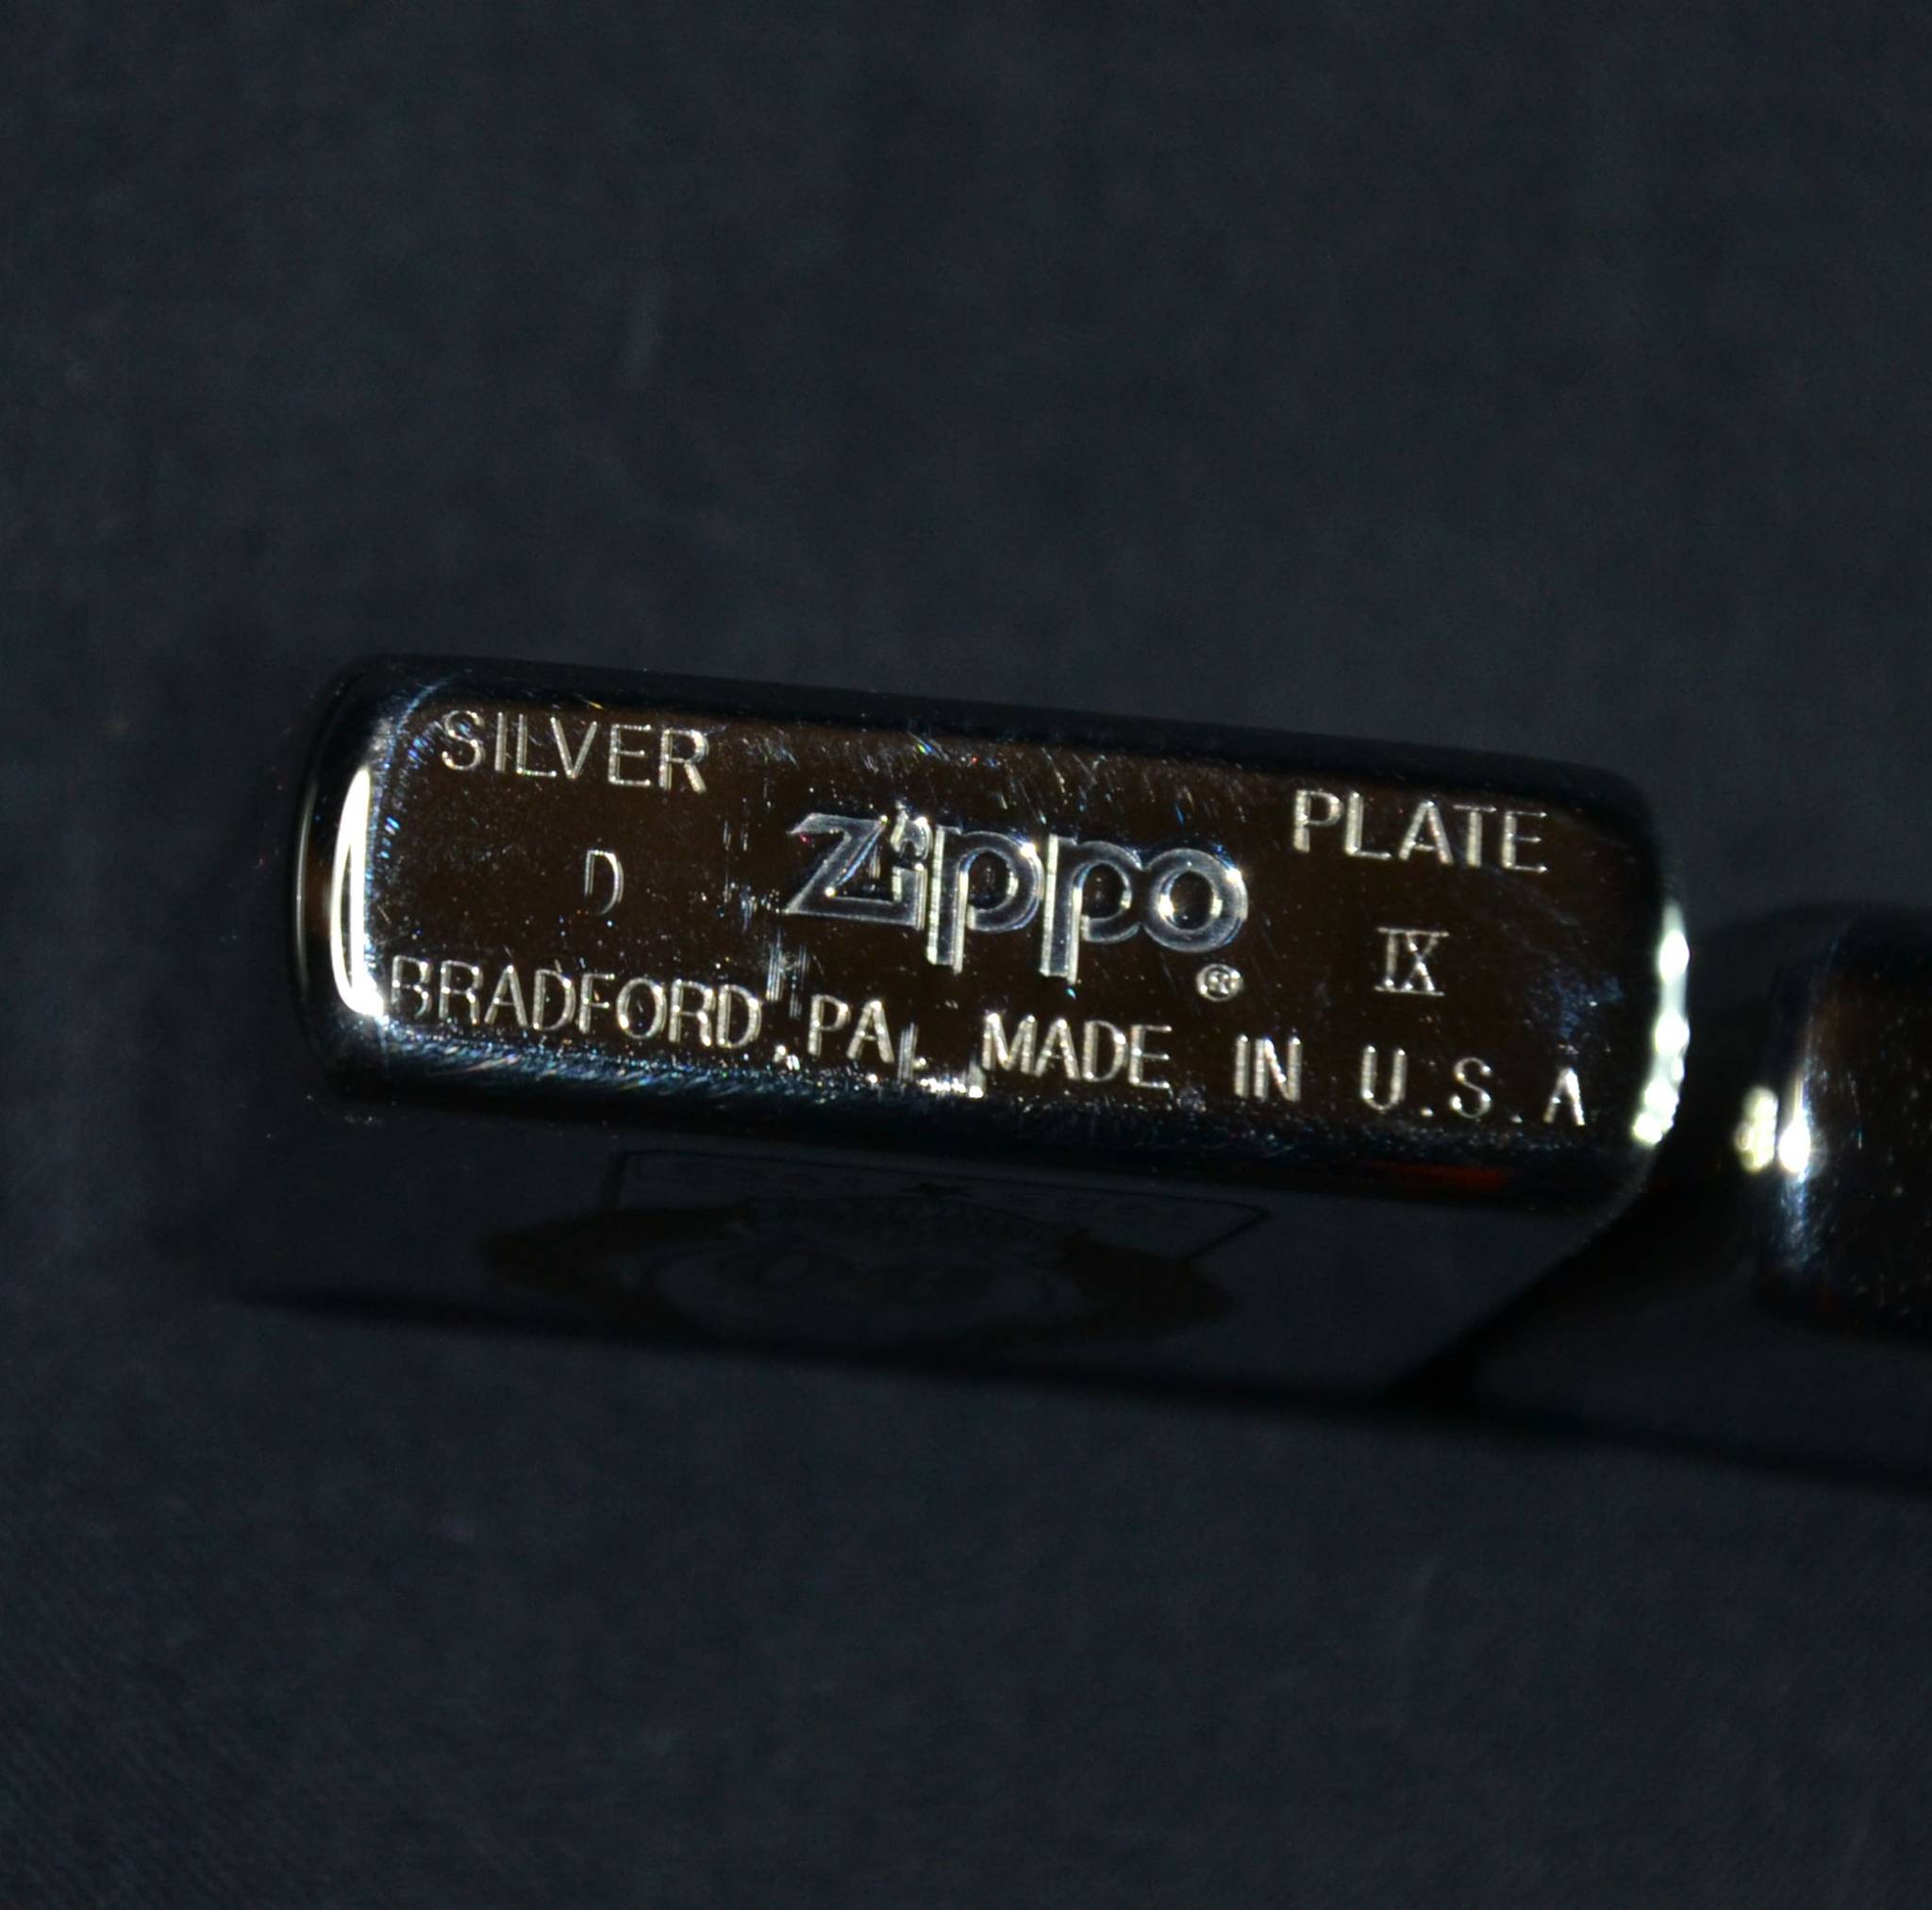 SILVER PLATE
D Zippo ® IX
BRADFORD, PA. MADE IN U.S.A